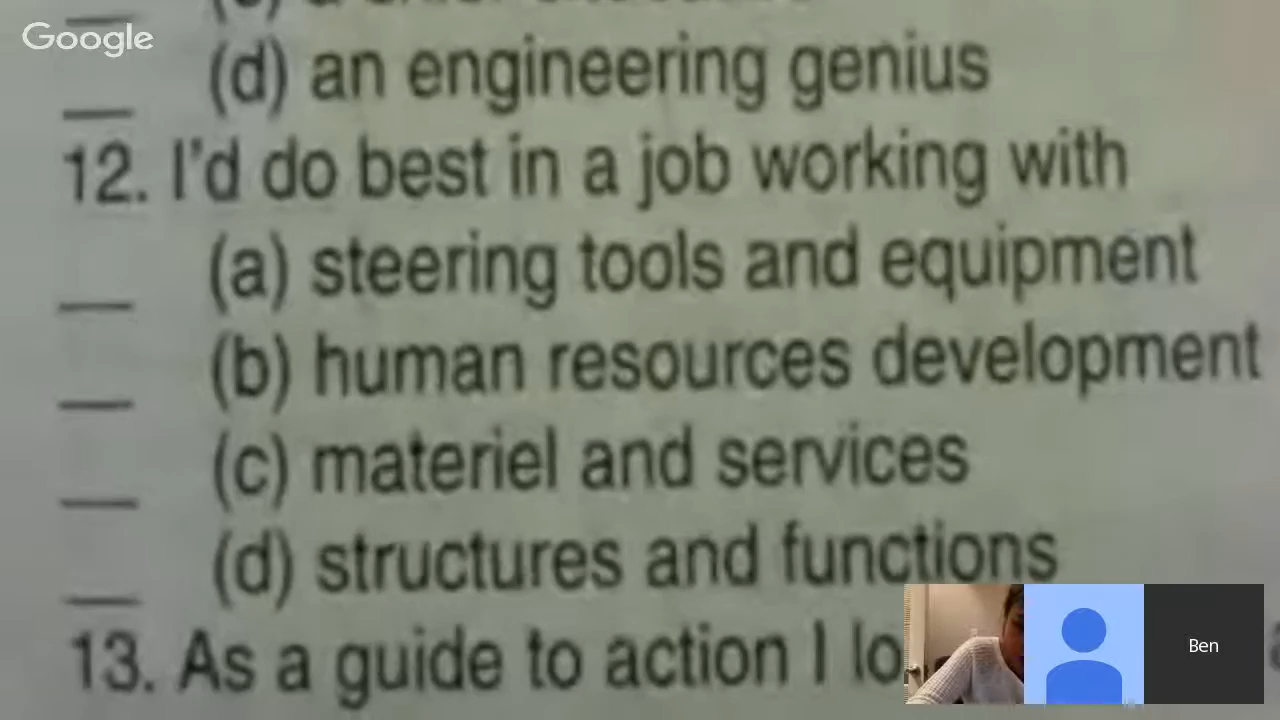 Google
(d) an engineering genius
12. I'd do best in a job working with
(a) steering tools and equipment
(b) human resources development
(c) materiel and services
(d) structures and functions
13. As a guide to action I
Ben